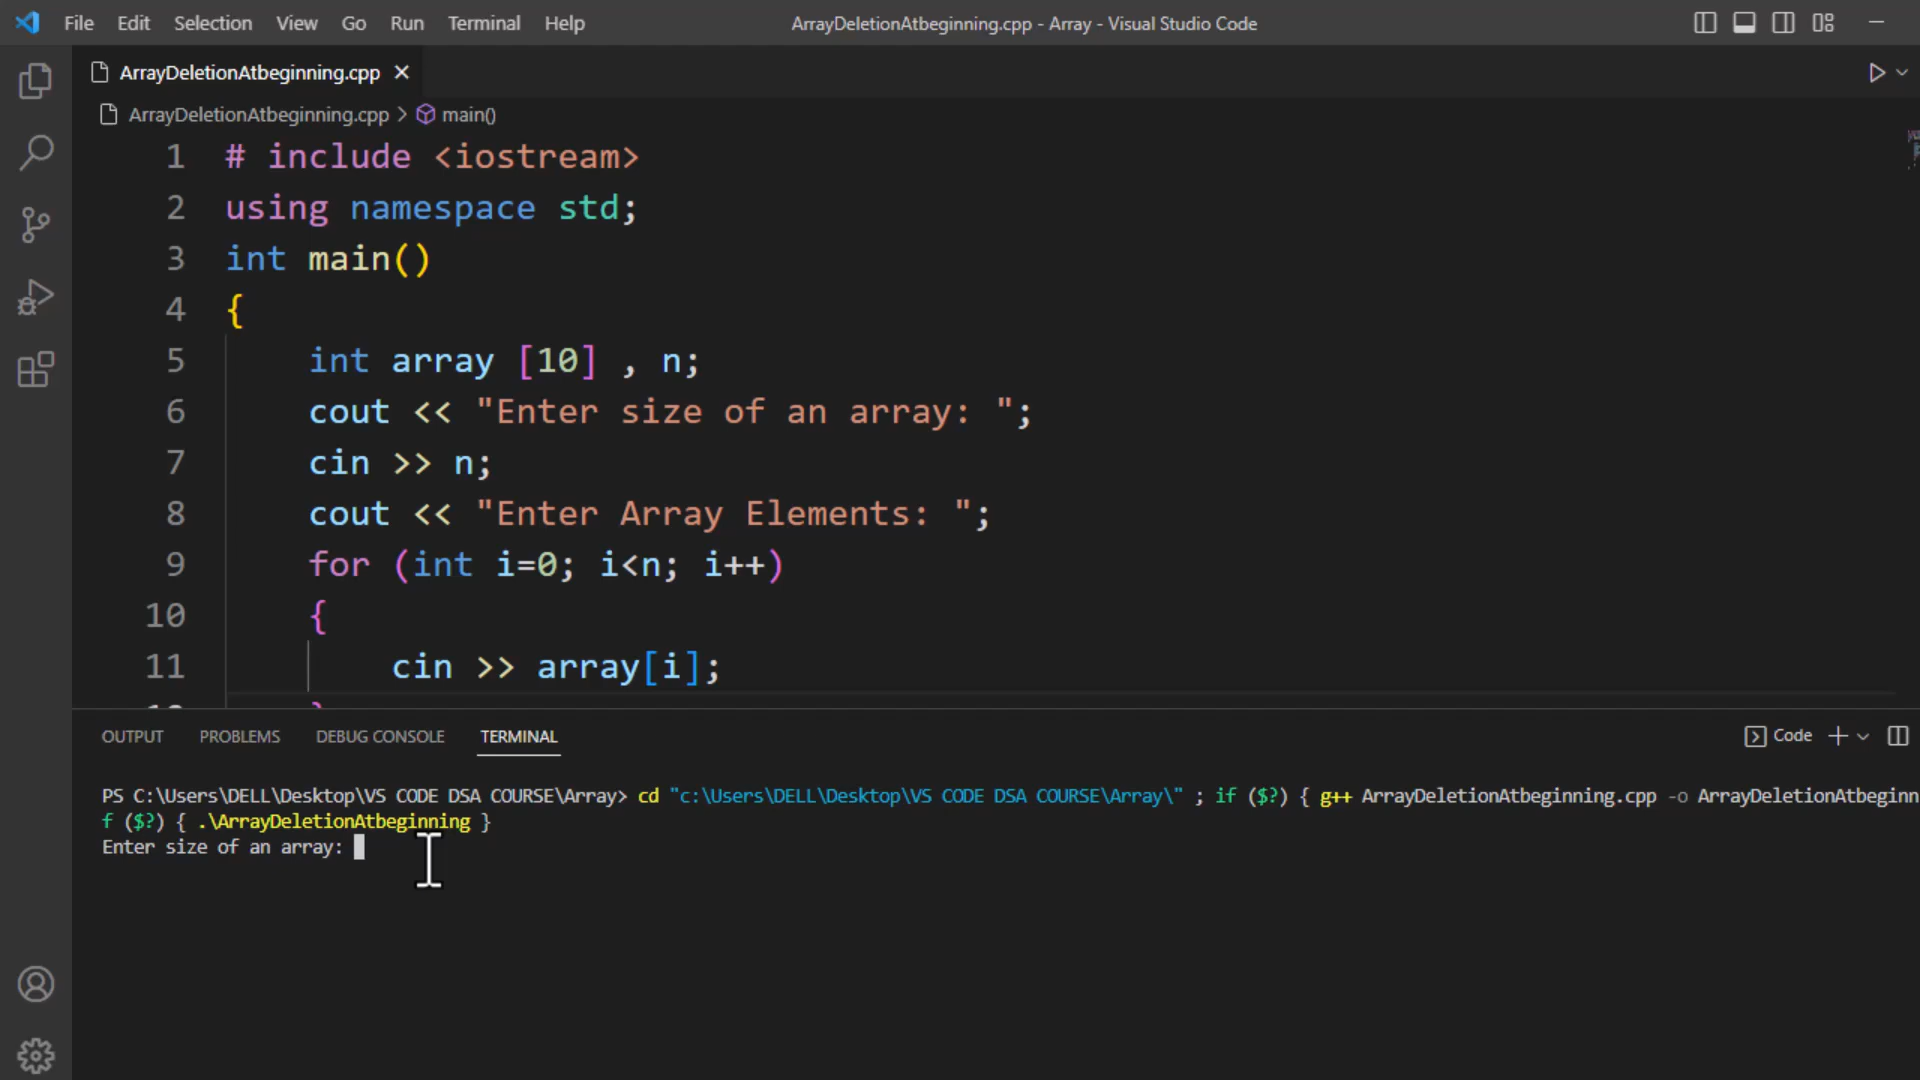 File Edit Selection View Go Run Terminal Help ArrayDeletionAtbeginning.cpp - Array - Visual Studio Code
ArrayDeletionAtbeginning.cpp
ArrayDeletionAtbeginning.cpp > main()
1 # include <iostream>
2 using namespace std;
3 int main()
4 {
5 int array [10] , n;
6 cout << "Enter size of an array: ";
7 cin >> n;
8 cout << "Enter Array Elements: ";
9 for (int i=0; i<n; i++)
10 {
11 cin >> array[i];
OUTPUT PROBLEMS DEBUG CONSOLE TERMINAL Code
PS C:\Users\DELL\Desktop\VS CODE DSA COURSE\Array> cd "c:\Users\DELL\Desktop\VS CODE DSA COURSE\Array\" ; if ($?) { g++ ArrayDeletionAtbeginning.cpp -o ArrayDeletionAtbeginn
f ($?) { .\ArrayDeletionAtbeginning }
Enter size of an array: